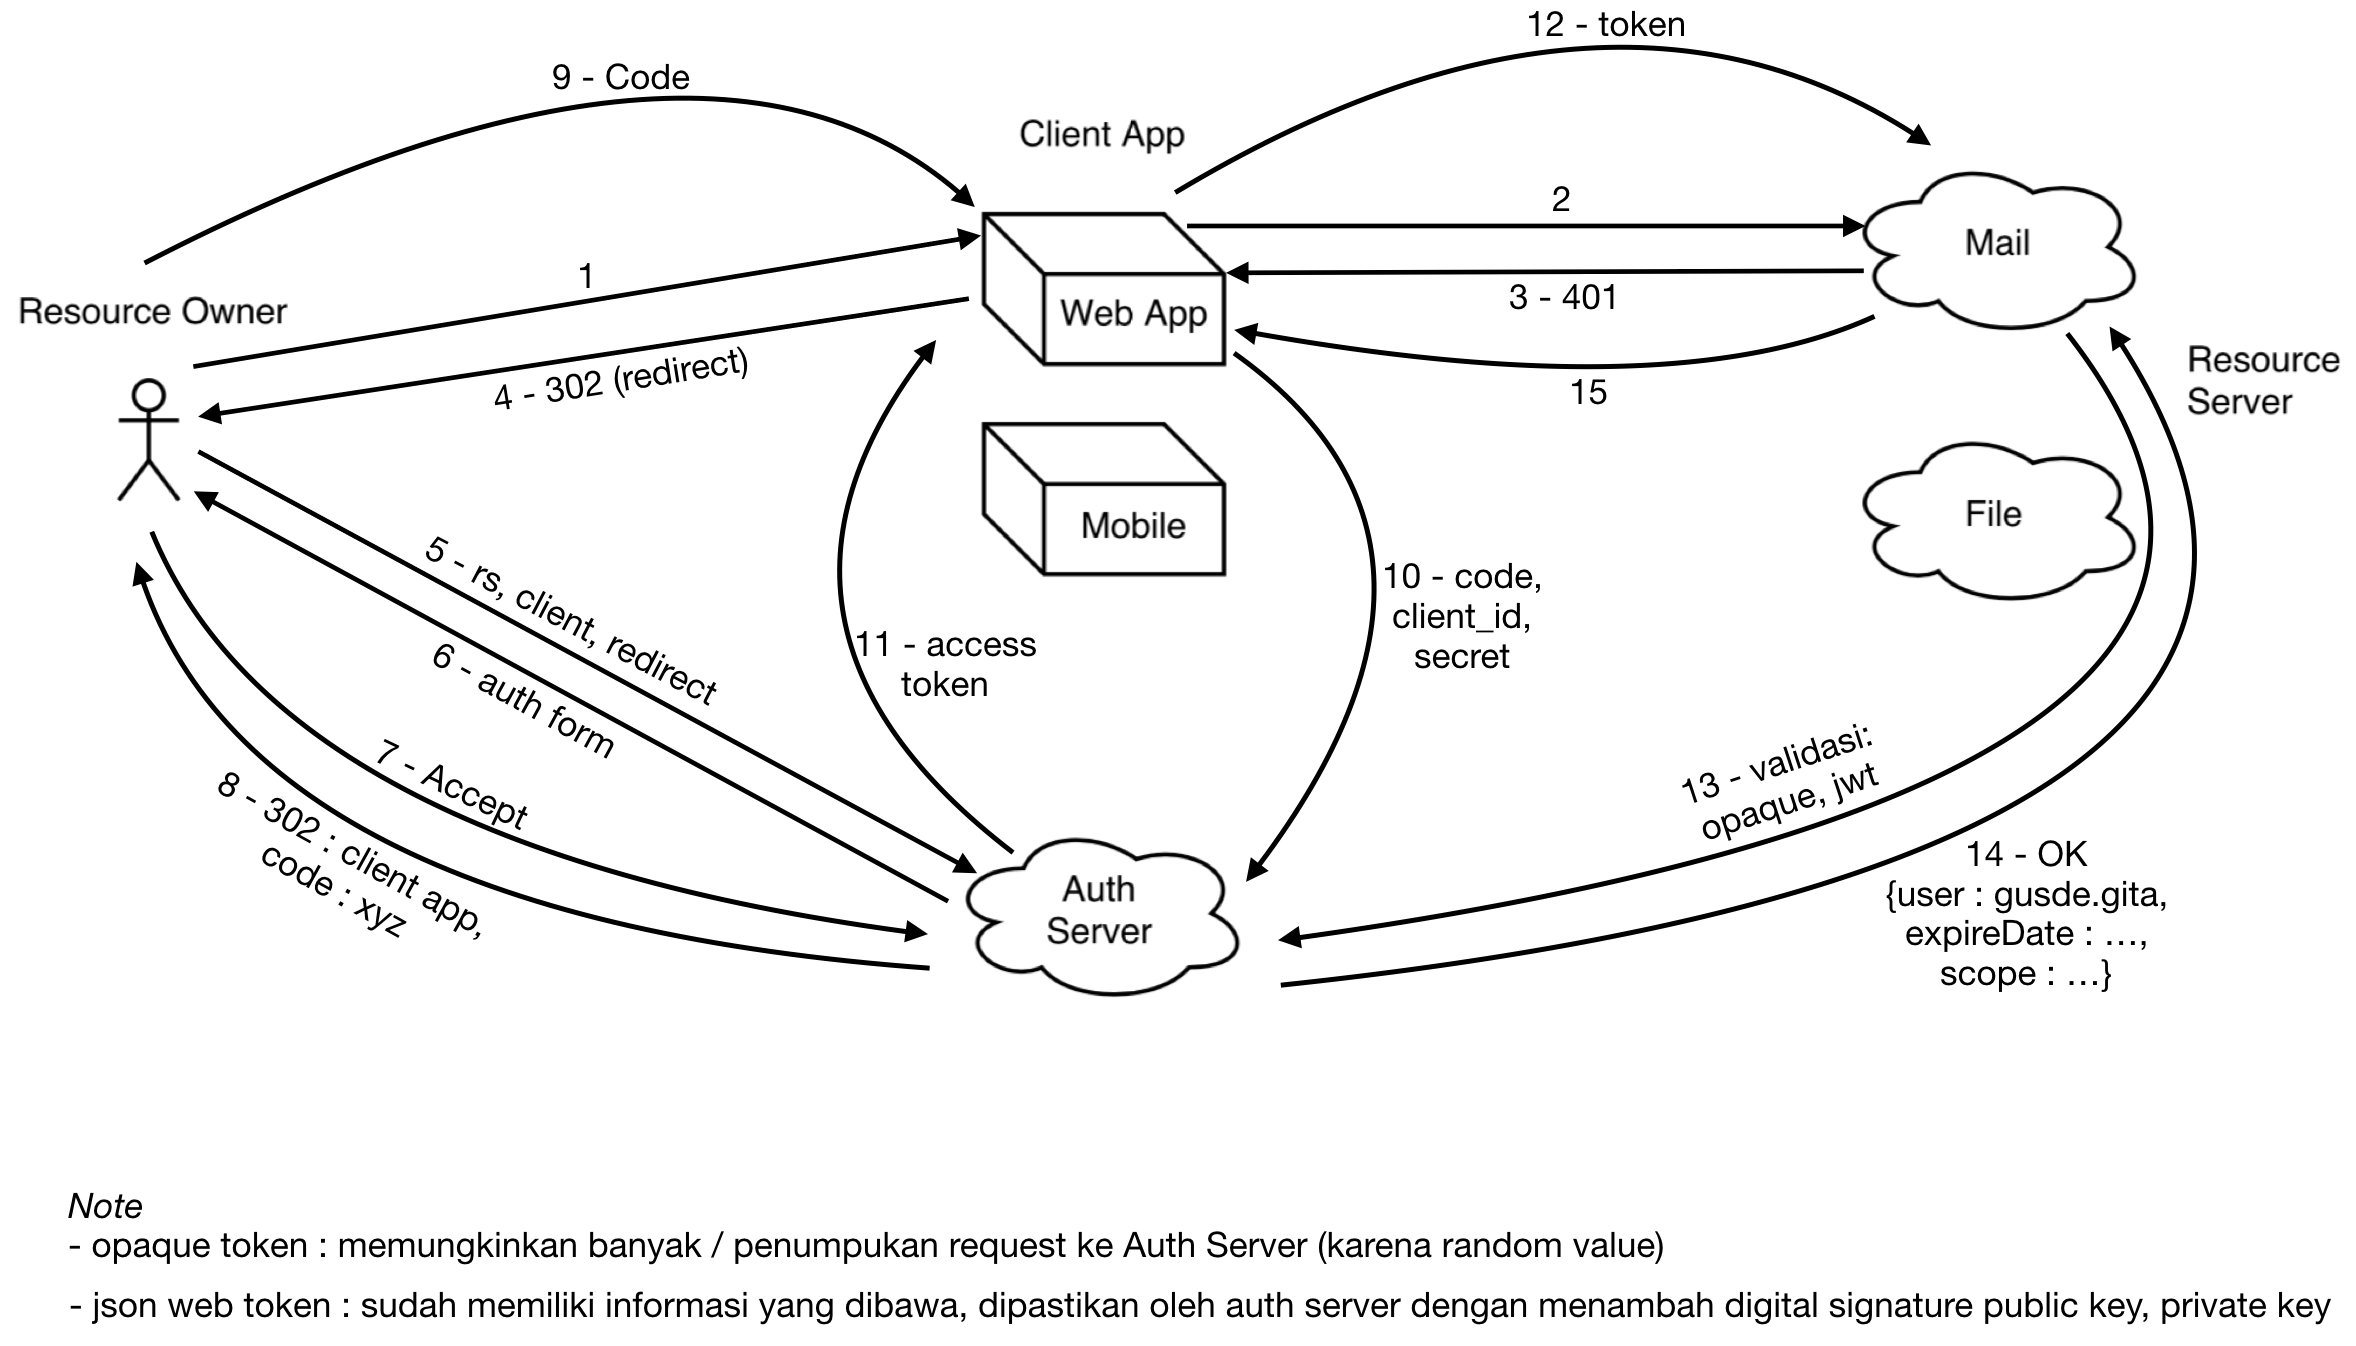 12 - token
9 - Code
Client App
2
Mail
1
Resource Owner
3 - 401
Web App
4 - 302 (redirect)
15
Resource
Server
File
Mobile
5 - rs, client, redirect
10 - code,
client_id,
secret
6 - auth form
11 - access
token
7 - Accept
13 - validasi:
opaque, jwt
8 - 302 : client app,
code : xyz
14 - OK
{user : gusde.gita,
expireDate : …,
scope : …}
Auth
Server
Note
- opaque token : memungkinkan banyak / penumpukan request ke Auth Server (karena random value)
- json web token : sudah memiliki informasi yang dibawa, dipastikan oleh auth server dengan menambah digital signature public key, private key